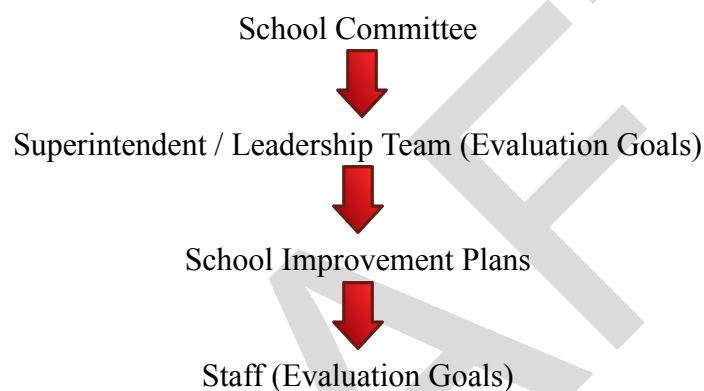 School Committee
Superintendent / Leadership Team (Evaluation Goals)
School Improvement Plans
Staff (Evaluation Goals)